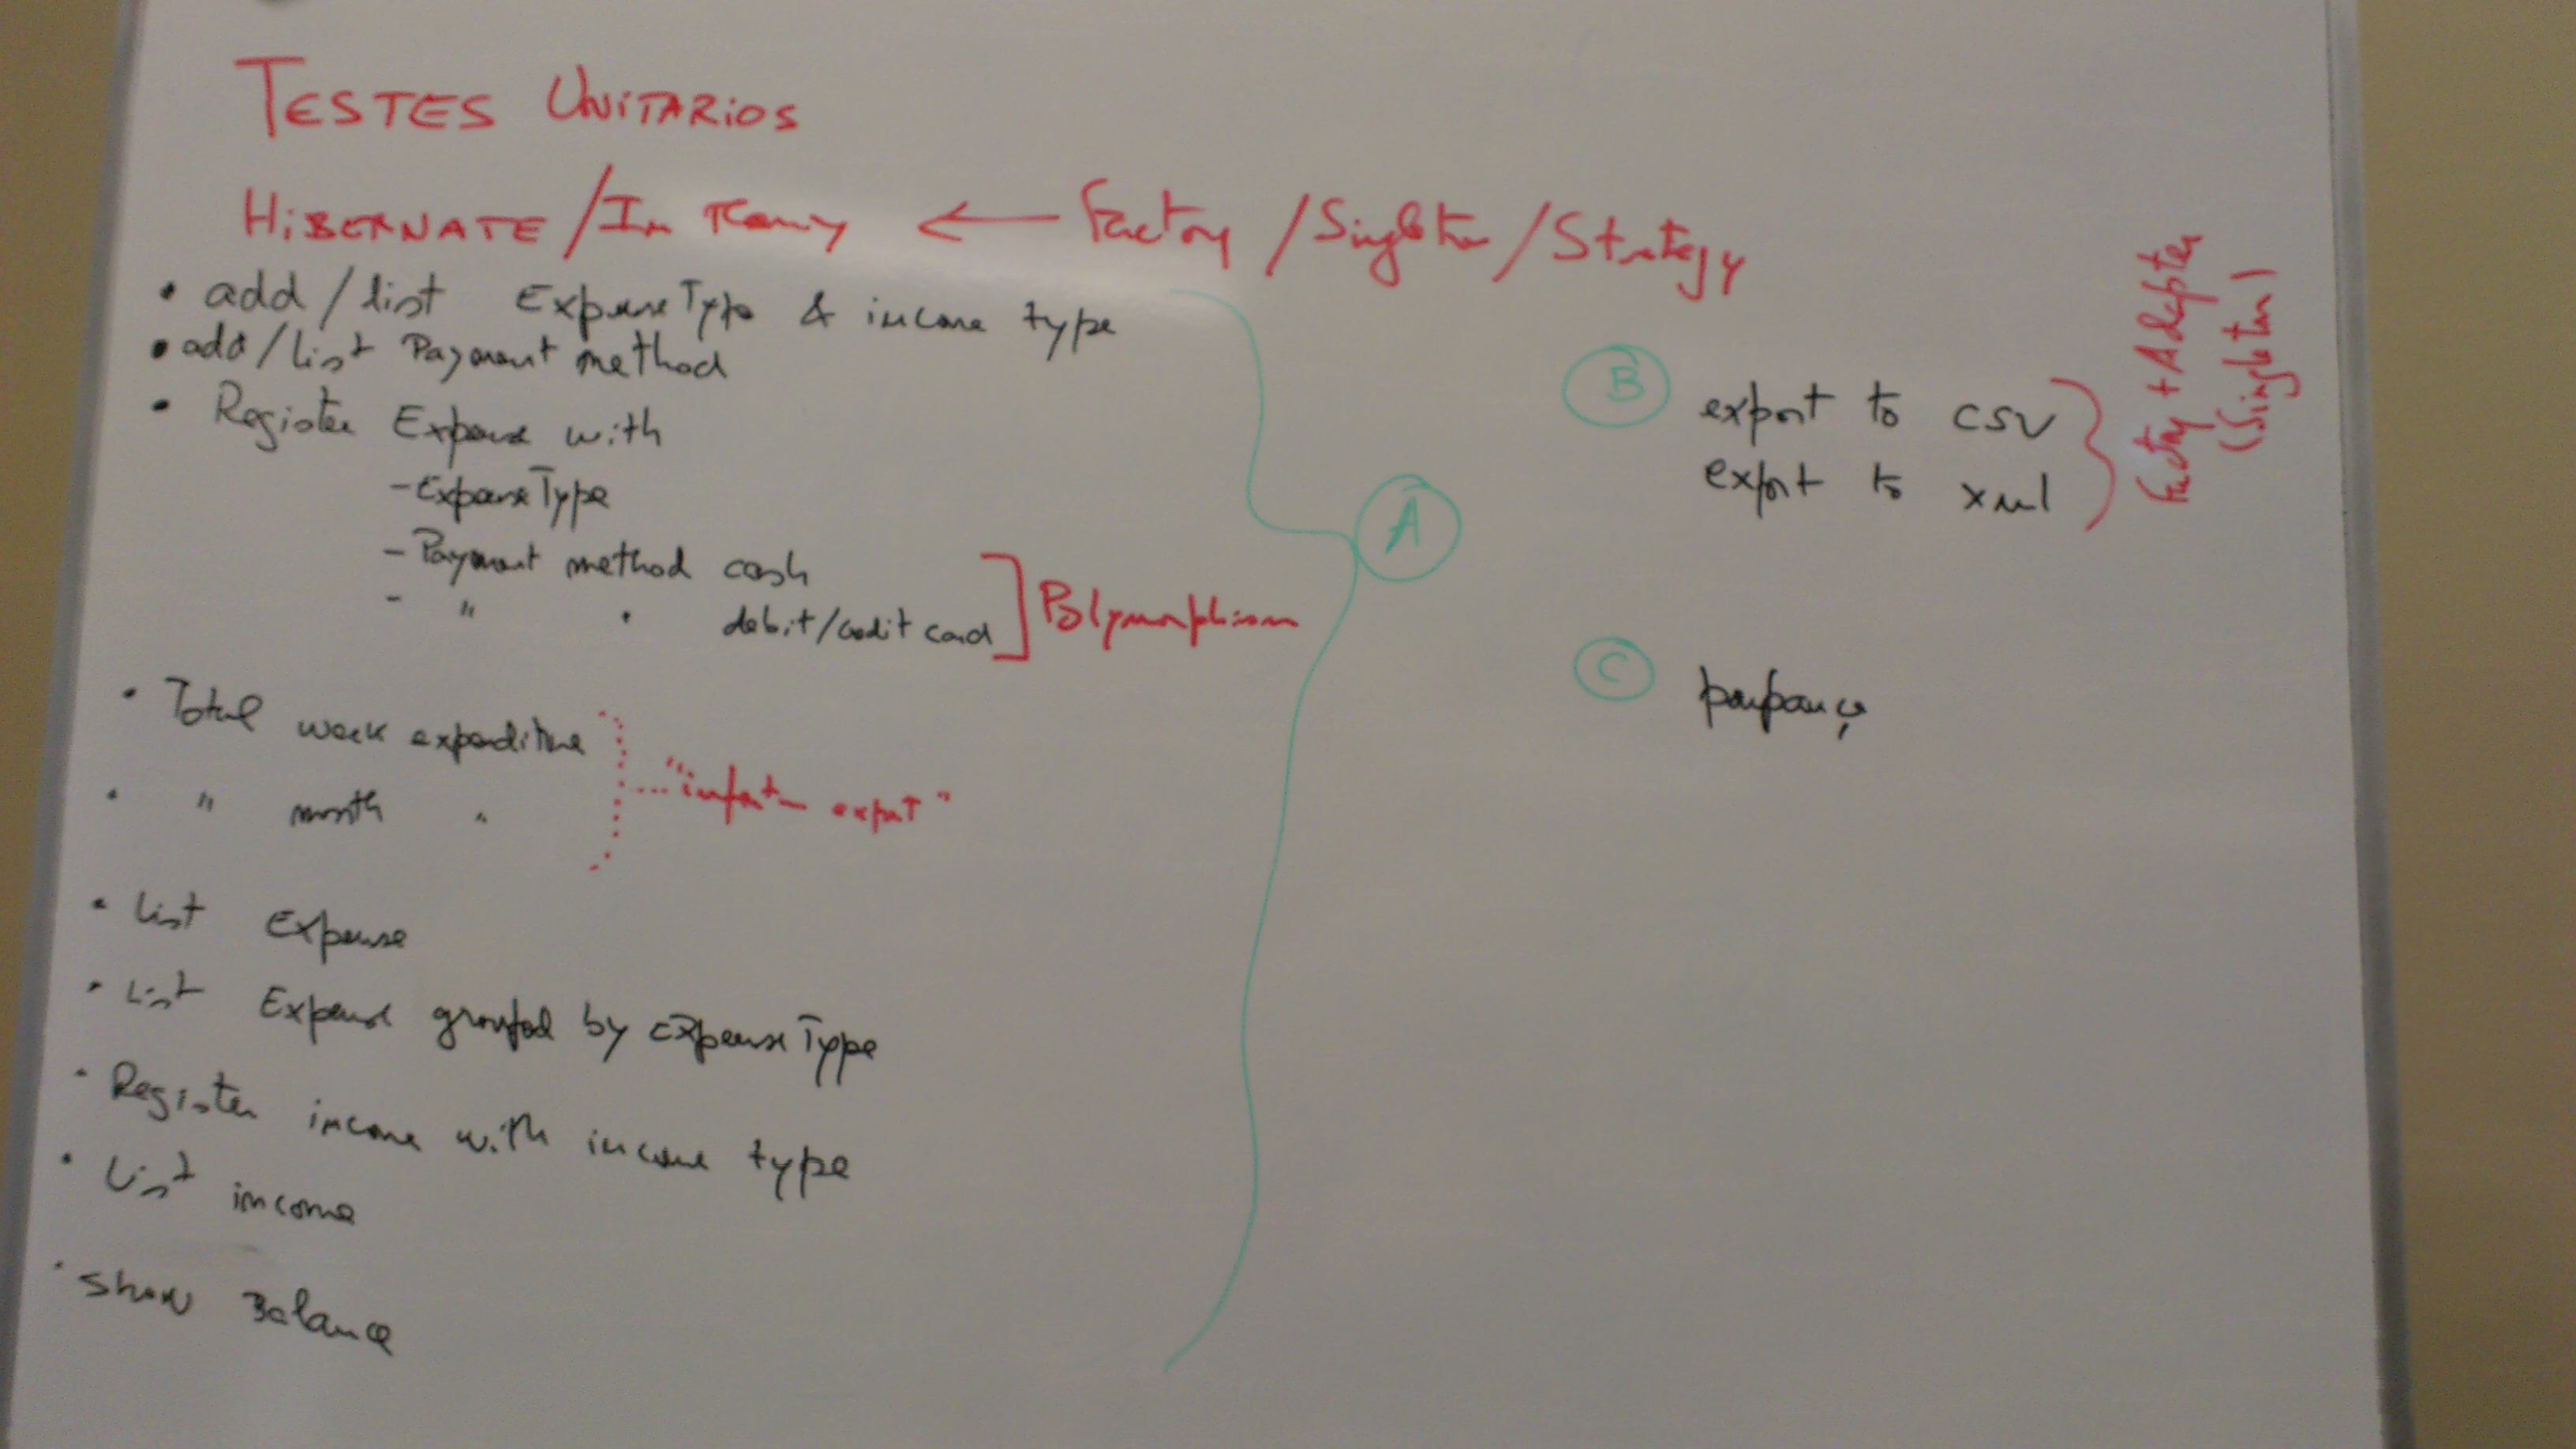 TESTES UNITARIOS
HIBERNATE / In Memory ← Factory / Singleton / Strategy
• add / list ExpenseType & income type
• add / list Payment method
• Register Expense with
- ExpenseType
- Payment method cash
- " " debit/credit card
Polymorphism
• Total week expenditure
• " month "
"information expert"
• List Expense
• List Expense grouped by ExpenseType
• Register income with income type
• List income
• Show Balance
A
B
export to CSV
export to xml
Factory + Adapter
(Singleton)
C